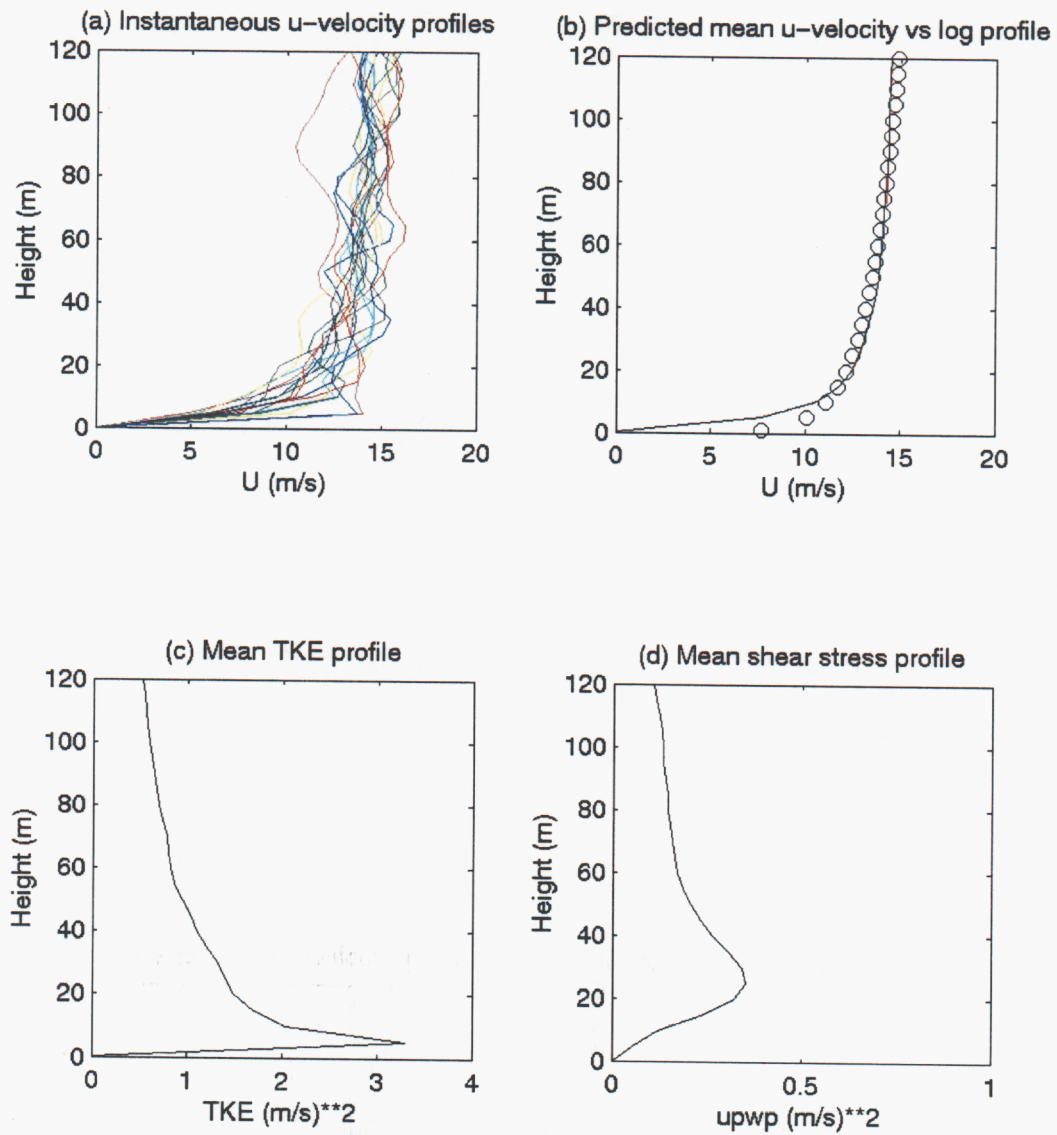 (a) Instantaneous u-velocity profiles
120
100
80
60
40
20
0
Height (m)
0 5 10 15 20
U (m/s)
(b) Predicted mean u-velocity vs log profile
120
100
80
60
40
20
0
Height (m)
0 5 10 15 20
U (m/s)
(c) Mean TKE profile
120
100
80
60
40
20
0
Height (m)
0 1 2 3 4
TKE (m/s)**2
(d) Mean shear stress profile
120
100
80
60
40
20
0
Height (m)
0 0.5 1
upwp (m/s)**2